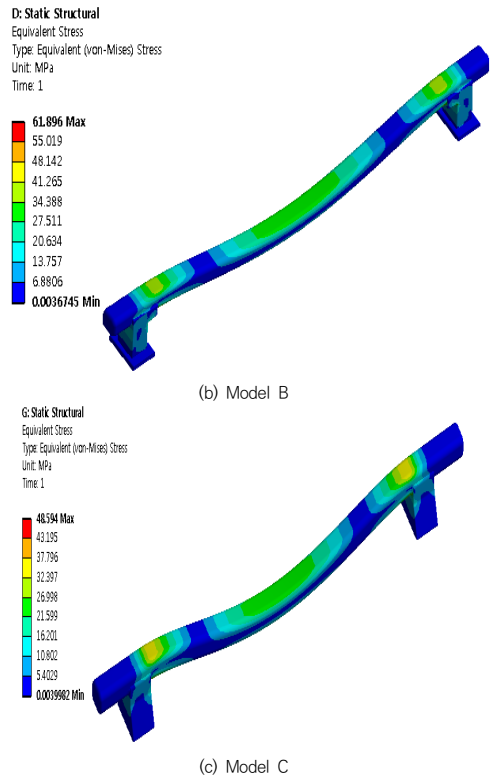 D: Static Structural
Equivalent Stress
Type: Equivalent (von-Mises) Stress
Unit: MPa
Time: 1
61.896 Max
55.019
48.142
41.265
34.388
27.511
20.634
13.757
6.8806
0.0036745 Min
(b) Model B
G: Static Structural
Equivalent Stress
Type: Equivalent (von-Mises) Stress
Unit: MPa
Time: 1
48.594 Max
43.195
37.796
32.397
26.998
21.599
16.201
10.802
5.4029
0.0039982 Min
(c) Model C